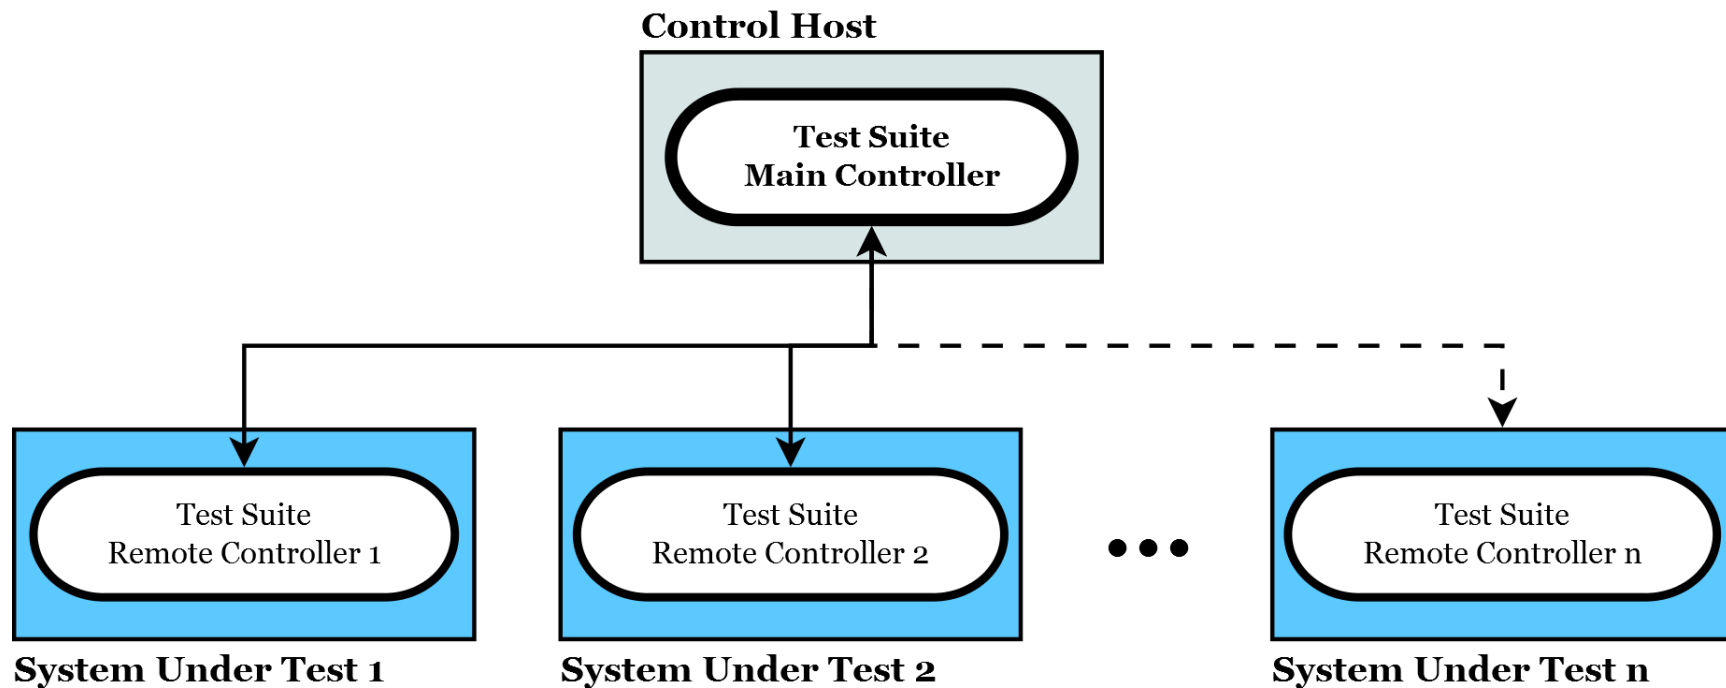 Control Host
Test Suite
Main Controller
Test Suite
Remote Controller 1
Test Suite
Remote Controller 2
Test Suite
Remote Controller n
System Under Test 1
System Under Test 2
System Under Test n